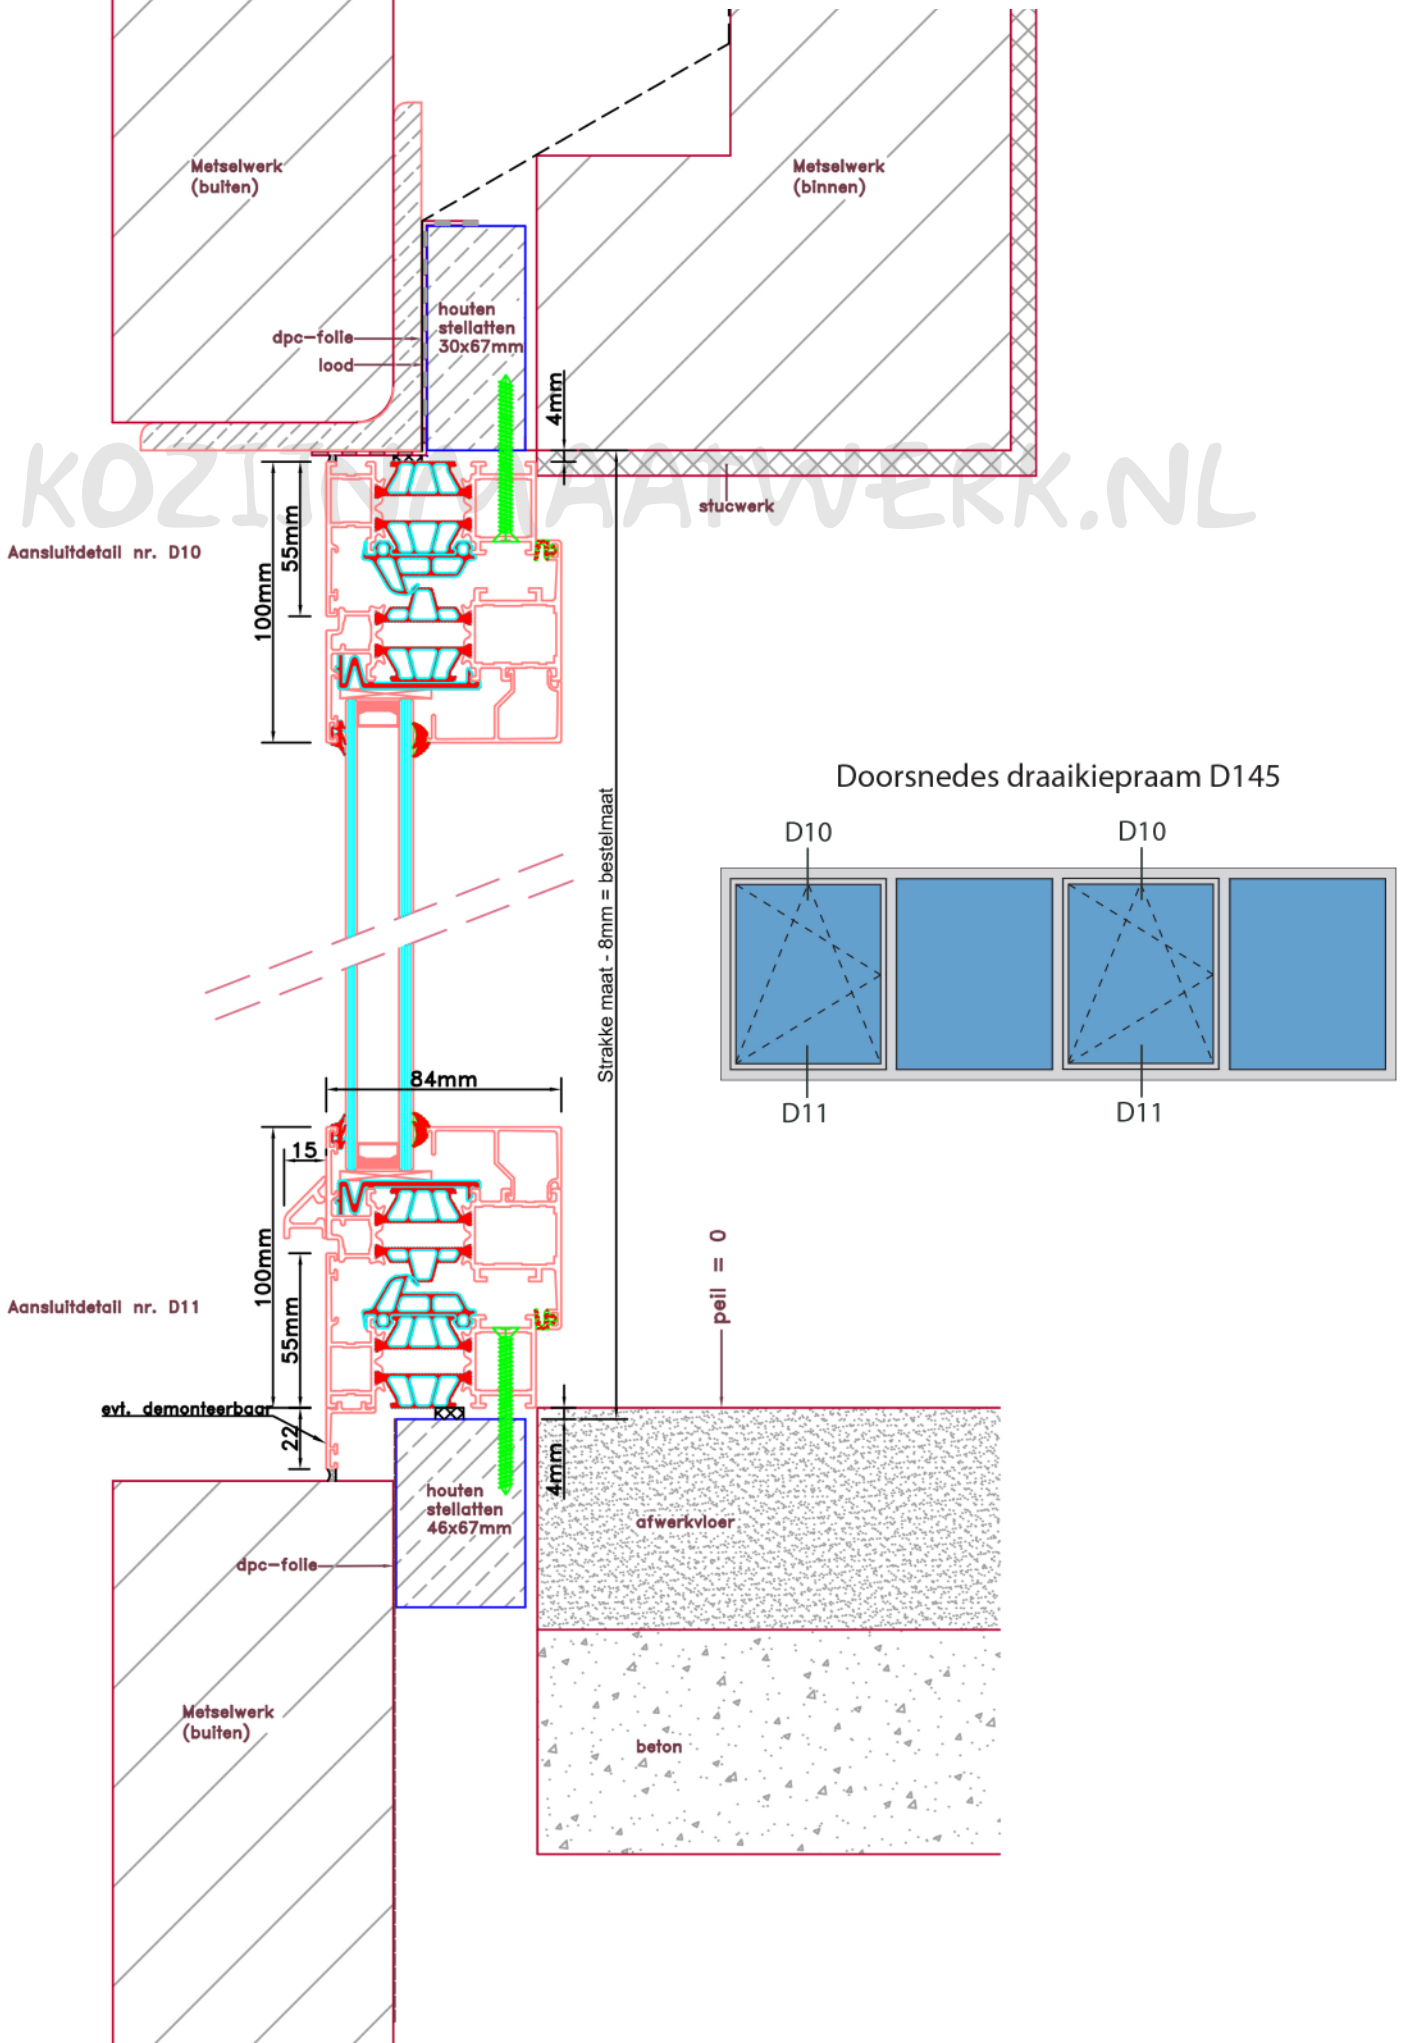 Metselwerk
(buiten)
Metselwerk
(binnen)
houten
stellatten
30x67mm
dpc-folie
lood
4mm
KOZIJNMAATWERK.NL
stucwerk
Aansluitdetail nr. D10
55mm
100mm
Doorsnedes draaikiepraam D145
D10
D10
Strakke maat - 8mm = bestelmaat
84mm
D11
D11
15
100mm
peil = 0
Aansluitdetail nr. D11
55mm
evt. demonteerbaar
22
4mm
houten
stellatten
46x67mm
afwerkvloer
dpc-folie
Metselwerk
(buiten)
beton